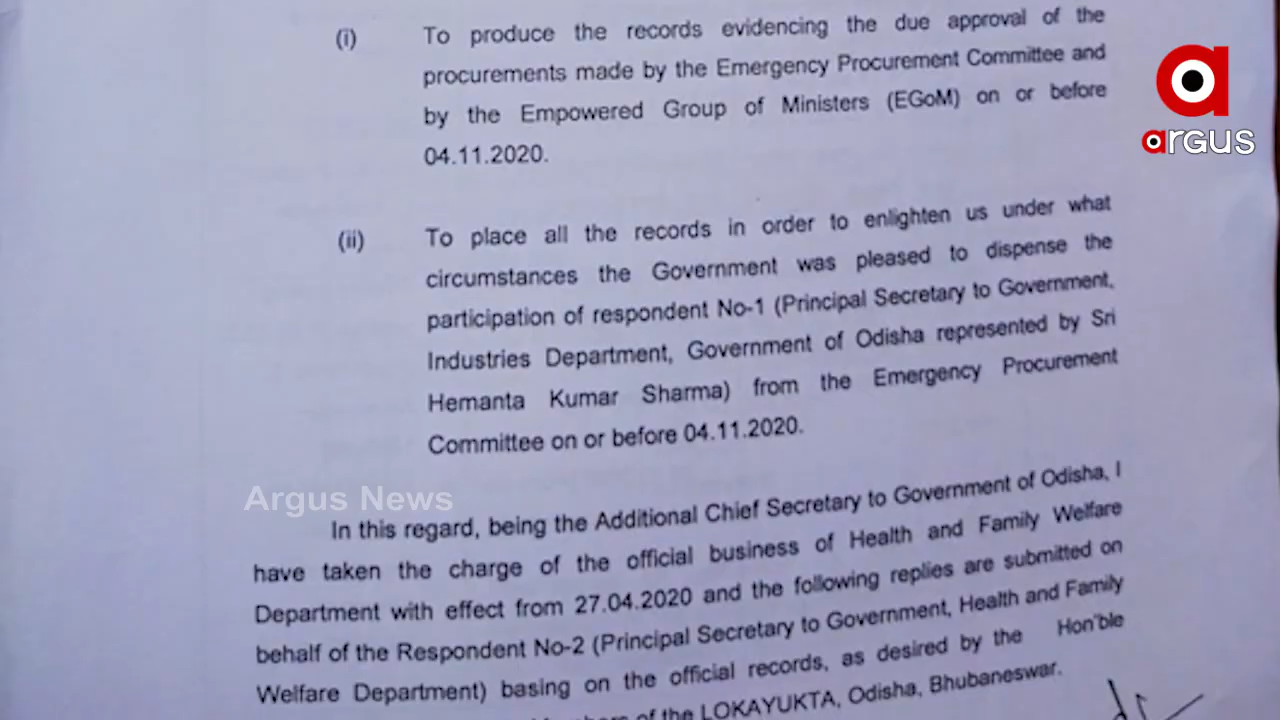 (i) To produce the records evidencing the due approval of the
procurements made by the Emergency Procurement Committee and
by the Empowered Group of Ministers (EGoM) on or before
04.11.2020.
argus
(ii) To place all the records in order to enlighten us under what
circumstances the Government was pleased to dispense the
participation of respondent No-1 (Principal Secretary to Government,
Industries Department, Government of Odisha represented by Sri
Hemanta Kumar Sharma) from the Emergency Procurement
Committee on or before 04.11.2020.
Argus News
In this regard, being the Additional Chief Secretary to Government of Odisha, I
have taken the charge of the official business of Health and Family Welfare
Department with effect from 27.04.2020 and the following replies are submitted on
behalf of the Respondent No-2 (Principal Secretary to Government, Health and Family
Welfare Department) basing on the official records, as desired by the Hon'ble
of the LOKAYUKTA, Odisha, Bhubaneswar.